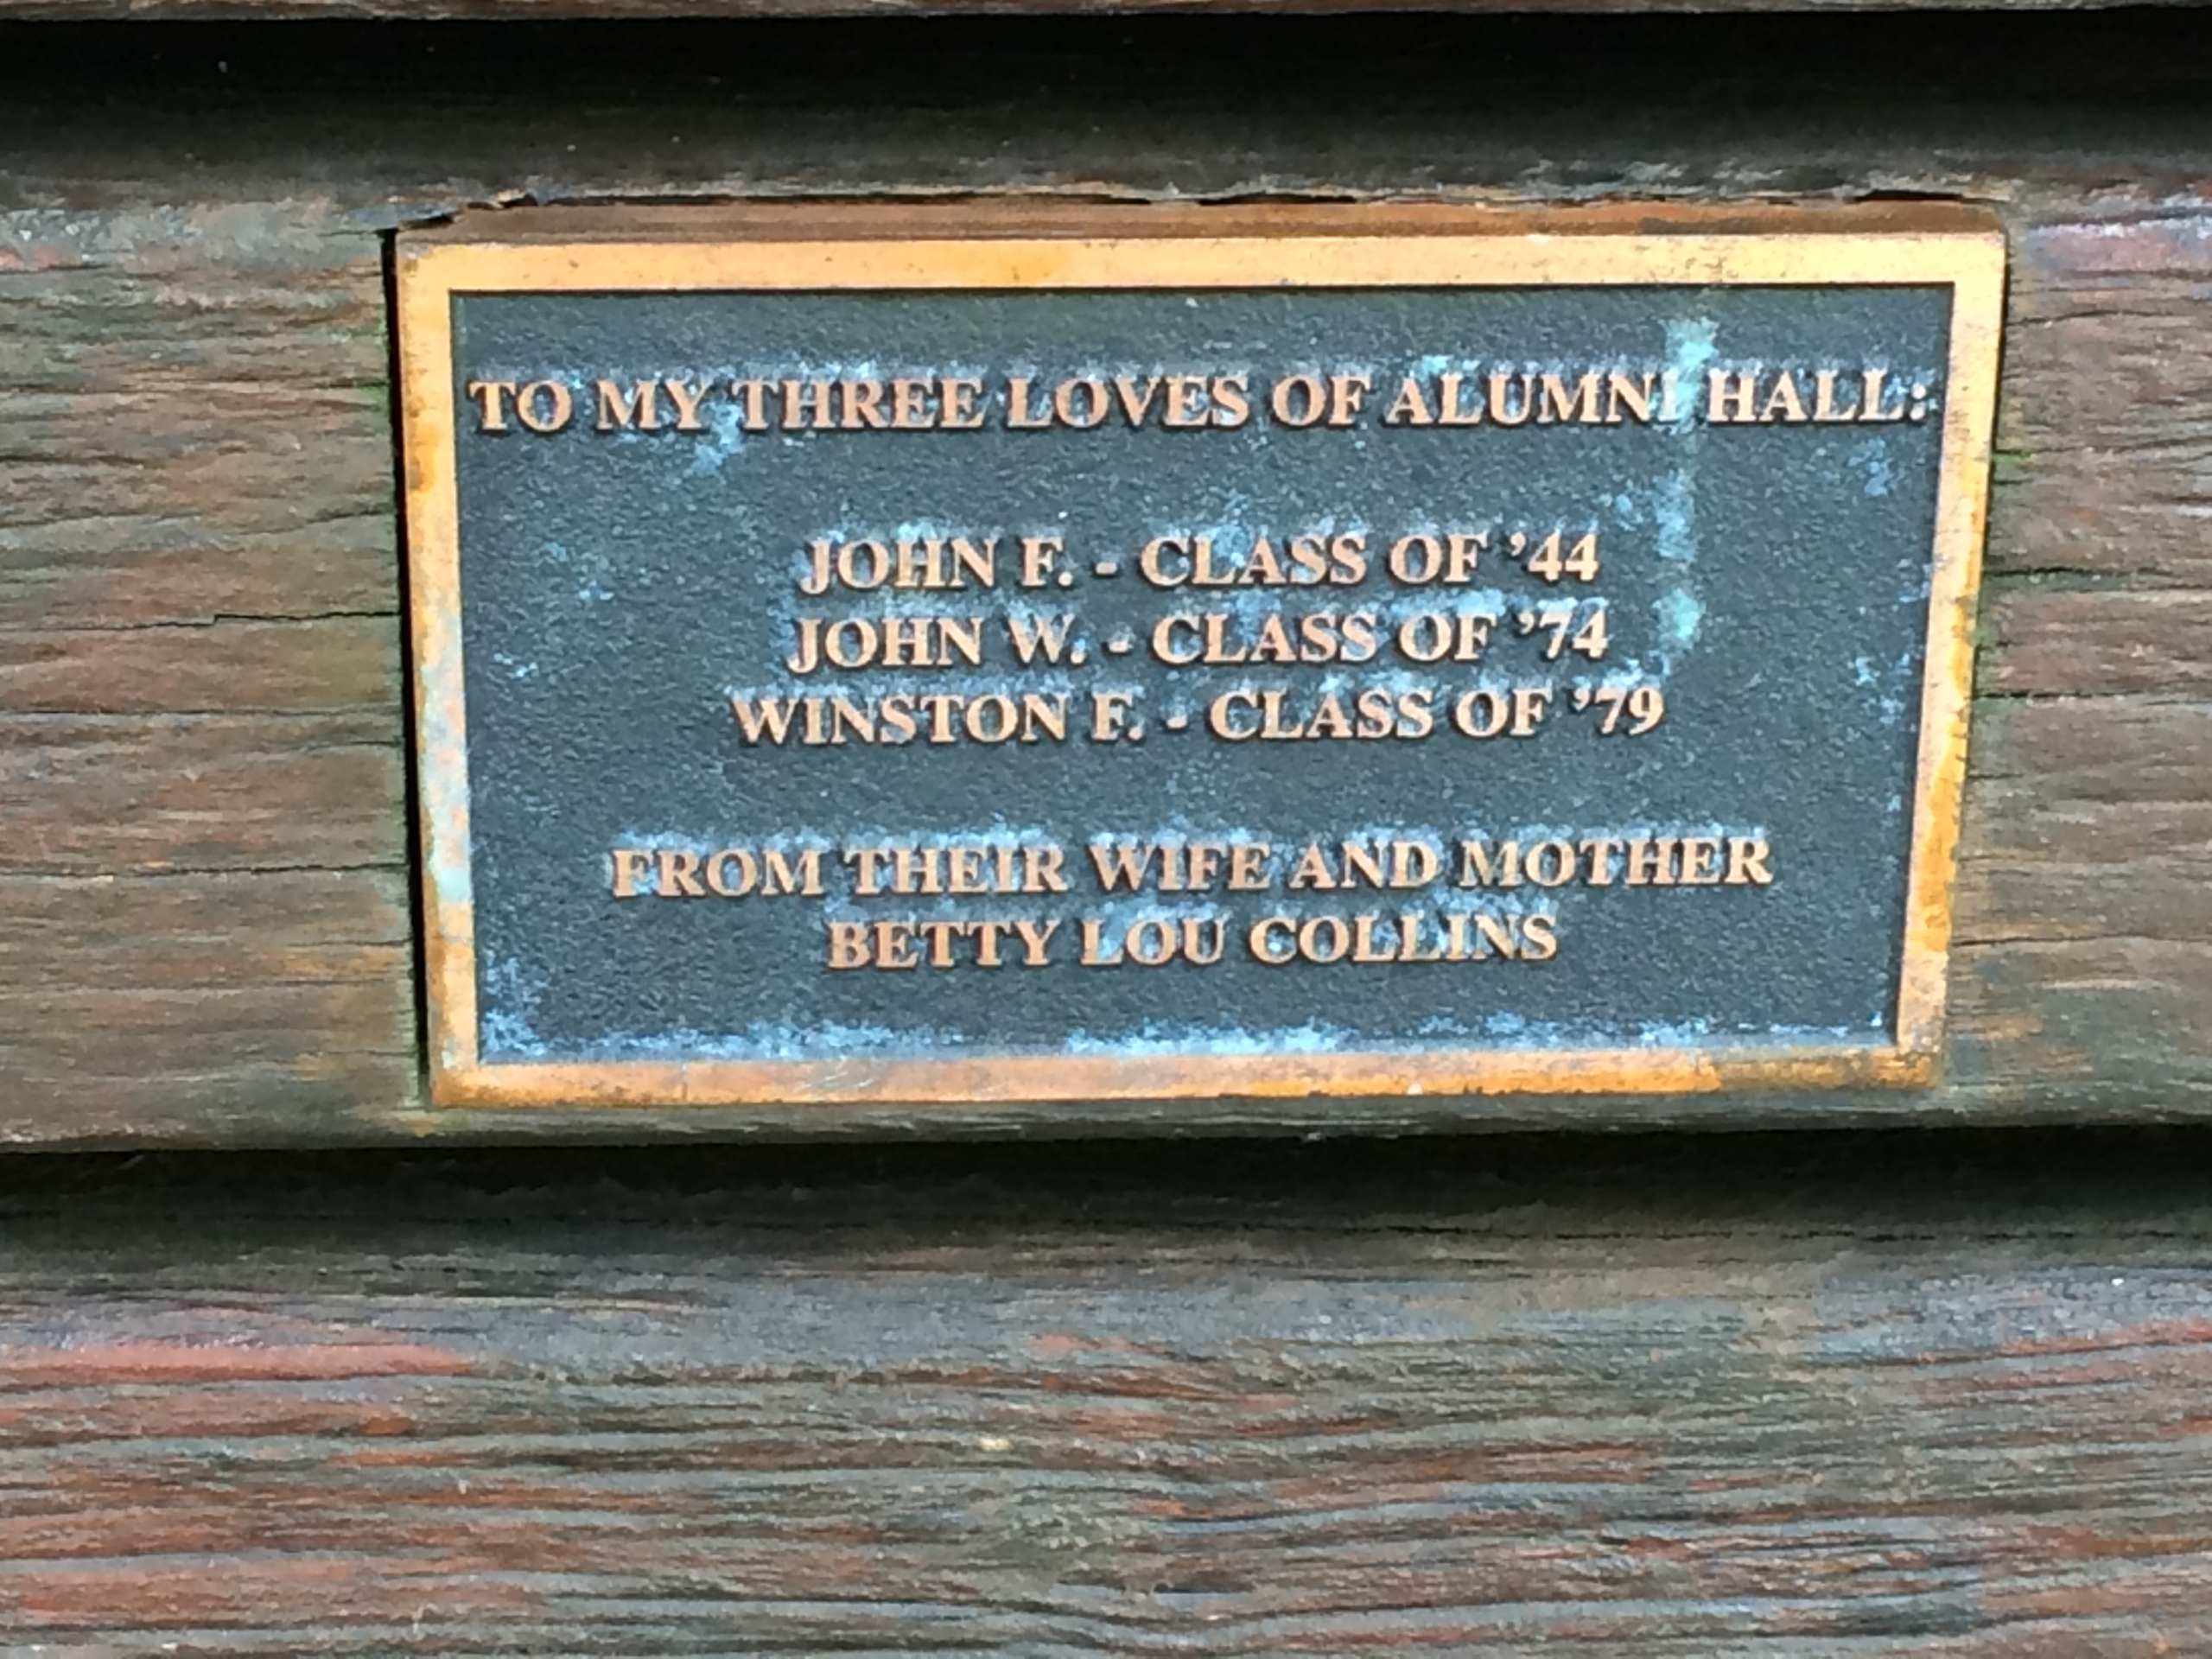 TO MY THREE LOVES OF ALUMNI HALL:
JOHN F. - CLASS OF ’44
JOHN W. - CLASS OF ’74
WINSTON F. - CLASS OF ’79
FROM THEIR WIFE AND MOTHER
BETTY LOU COLLINS